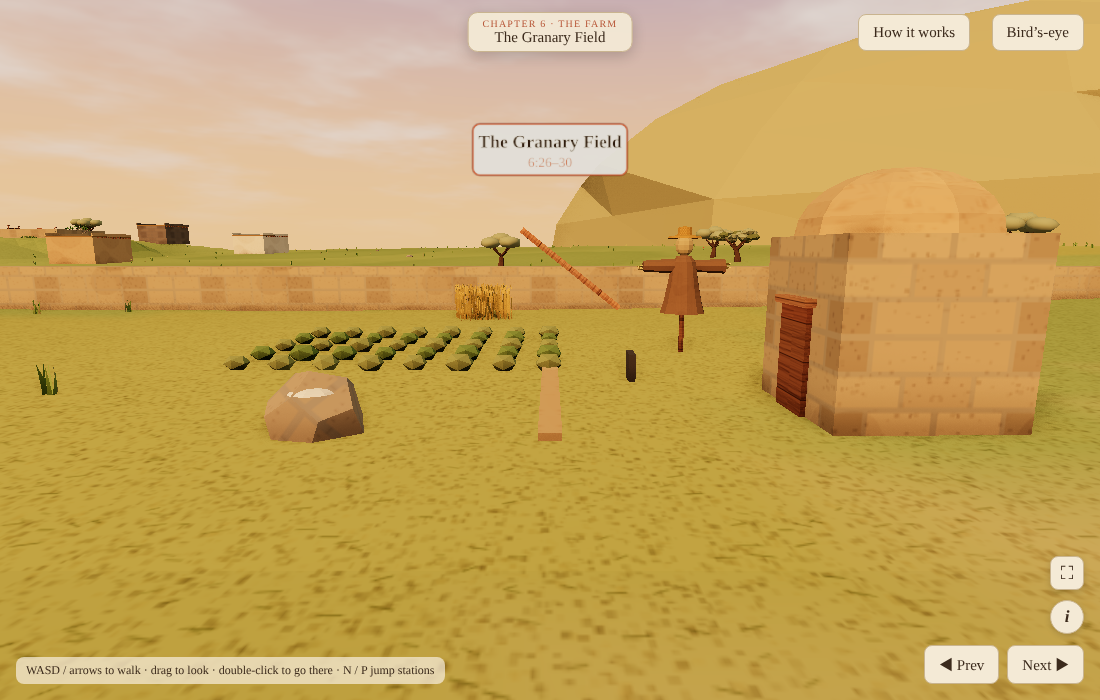 CHAPTER 6 · THE FARM
The Granary Field
How it works
Bird’s-eye
The Granary Field
6:26–30
i
WASD / arrows to walk · drag to look · double-click to go there · N / P jump stations
◀ Prev
Next ▶